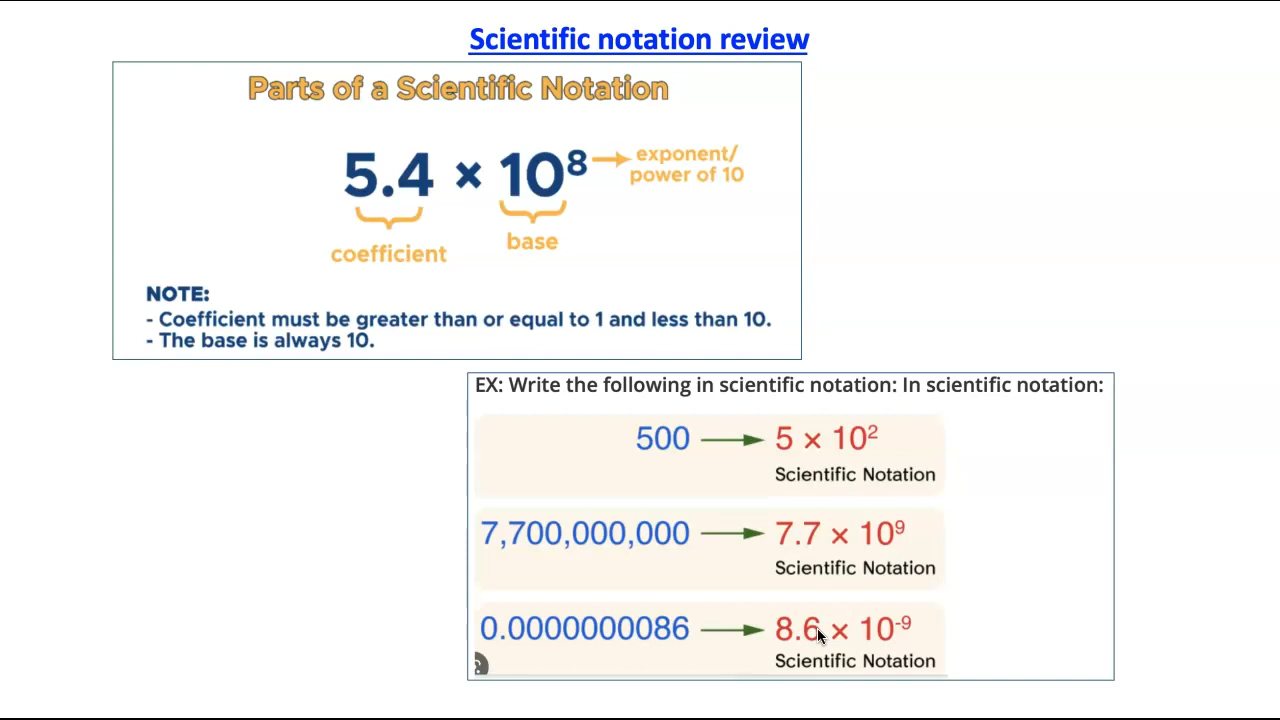 Scientific notation review
Parts of a Scientific Notation
5.4 × 10⁸ → exponent/
power of 10
coefficient
base
NOTE:
- Coefficient must be greater than or equal to 1 and less than 10.
- The base is always 10.
EX: Write the following in scientific notation: In scientific notation:
500 → 5 × 10²
Scientific Notation
7,700,000,000 → 7.7 × 10⁹
Scientific Notation
0.0000000086 → 8.6 × 10⁻⁹
Scientific Notation